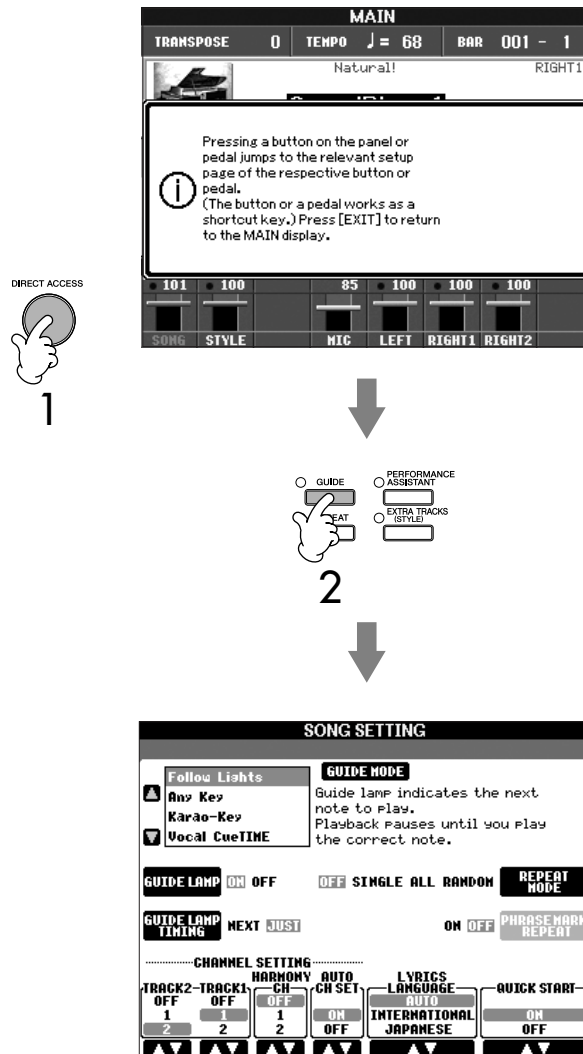 MAIN
TRANSPOSE 0 TEMPO ♩= 68 BAR 001 - 1
Natural! RIGHT1
Pressing a button on the panel or
pedal jumps to the relevant setup
page of the respective button or
pedal.
(The button or a pedal works as a
shortcut key.) Press [EXIT] to return
to the MAIN display.
DIRECT ACCESS
101 100 85 100 100 100
SONG STYLE MIC LEFT RIGHT1 RIGHT2
1
GUIDE PERFORMANCE
ASSISTANT
EXTRA TRACKS
(STYLE)
2
SONG SETTING
Follow Lights
Any Key
Karao-Key
Vocal CueTIME
GUIDE MODE
Guide lamp indicates the next
note to play.
Playback pauses until you play
the correct note.
GUIDE LAMP ON OFF OFF SINGLE ALL RANDOM REPEAT
MODE
GUIDE LAMP
TIMING NEXT JUST ON OFF PHRASE MARK
REPEAT
CHANNEL SETTING
TRACK2 TRACK1 HARMONY CH AUTO CH SET LYRICS LANGUAGE QUICK START
OFF OFF OFF AUTO
1 1 1 ON INTERNATIONAL ON
2 2 2 OFF JAPANESE OFF